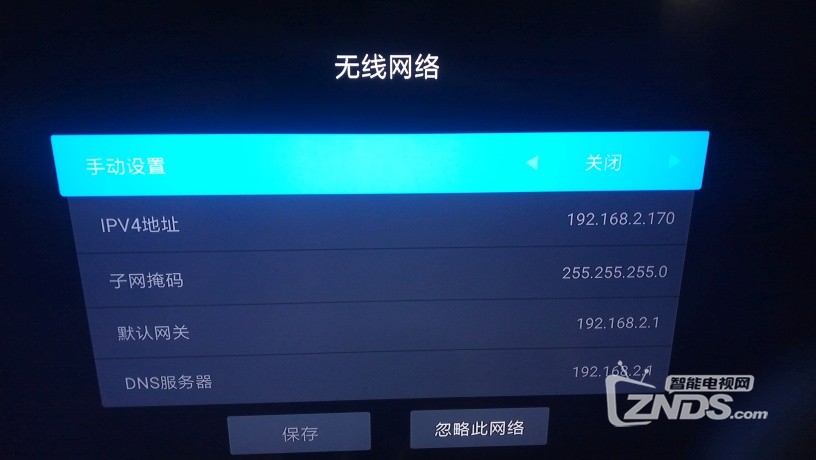 无线网络
手动设置 关闭
IPV4地址 192.168.2.170
子网掩码 255.255.255.0
默认网关 192.168.2.1
DNS服务器 192.168.2.1
智能电视网
ZNDS.com
保存 忽略此网络